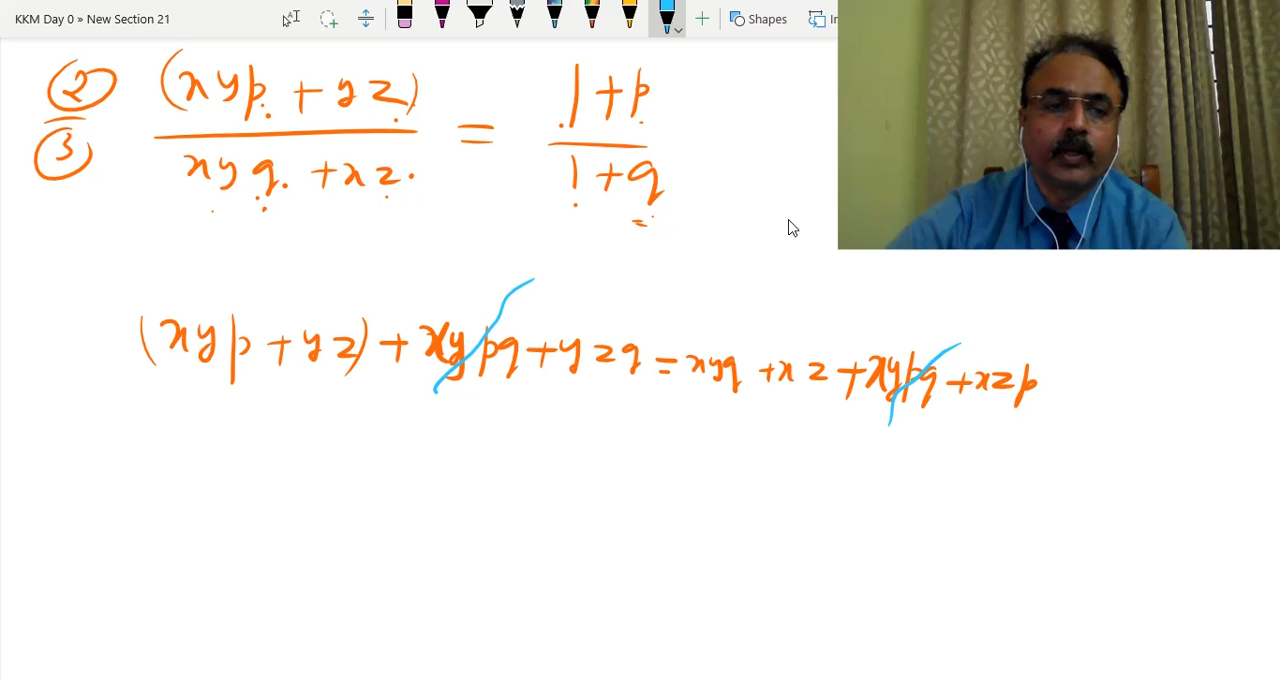 KKM Day 0 » New Section 21
Shapes
② (xyp + yz) = 1 + p
③ xyq + xz 1 + q
(xyp + yz) + xypq + yzq = xyq + xz + xypq + xzp